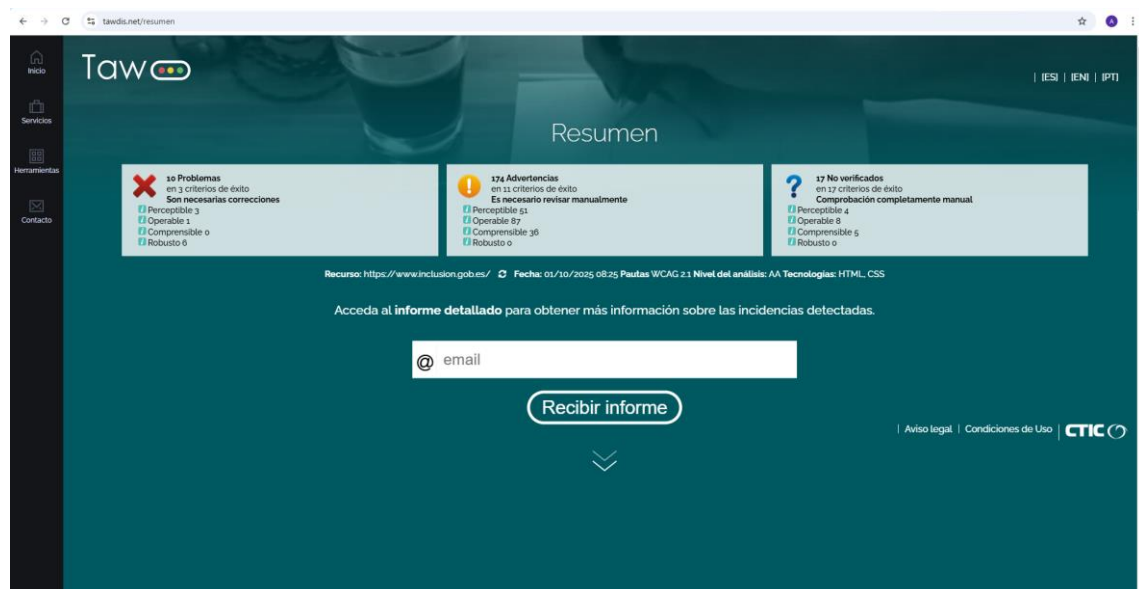 tawdis.net/resumen
A
Inicio
Servicios
Herramientas
Contacto
Taw
| [ES] | [EN] | [PT]
Resumen
10 Problemas
en 3 criterios de éxito
Son necesarias correcciones
Perceptible 3
Operable 1
Comprensible 0
Robusto 6
174 Advertencias
en 11 criterios de éxito
Es necesario revisar manualmente
Perceptible 51
Operable 87
Comprensible 36
Robusto 0
17 No verificados
en 17 criterios de éxito
Comprobación completamente manual
Perceptible 4
Operable 8
Comprensible 5
Robusto 0
Recurso: https://www.inclusion.gob.es/ Fecha: 01/10/2025 08:25 Pautas WCAG 2.1 Nivel del análisis: AA Tecnologías: HTML, CSS
Acceda al informe detallado para obtener más información sobre las incidencias detectadas.
@ email
Recibir informe
| Aviso legal | Condiciones de Uso | CTIC